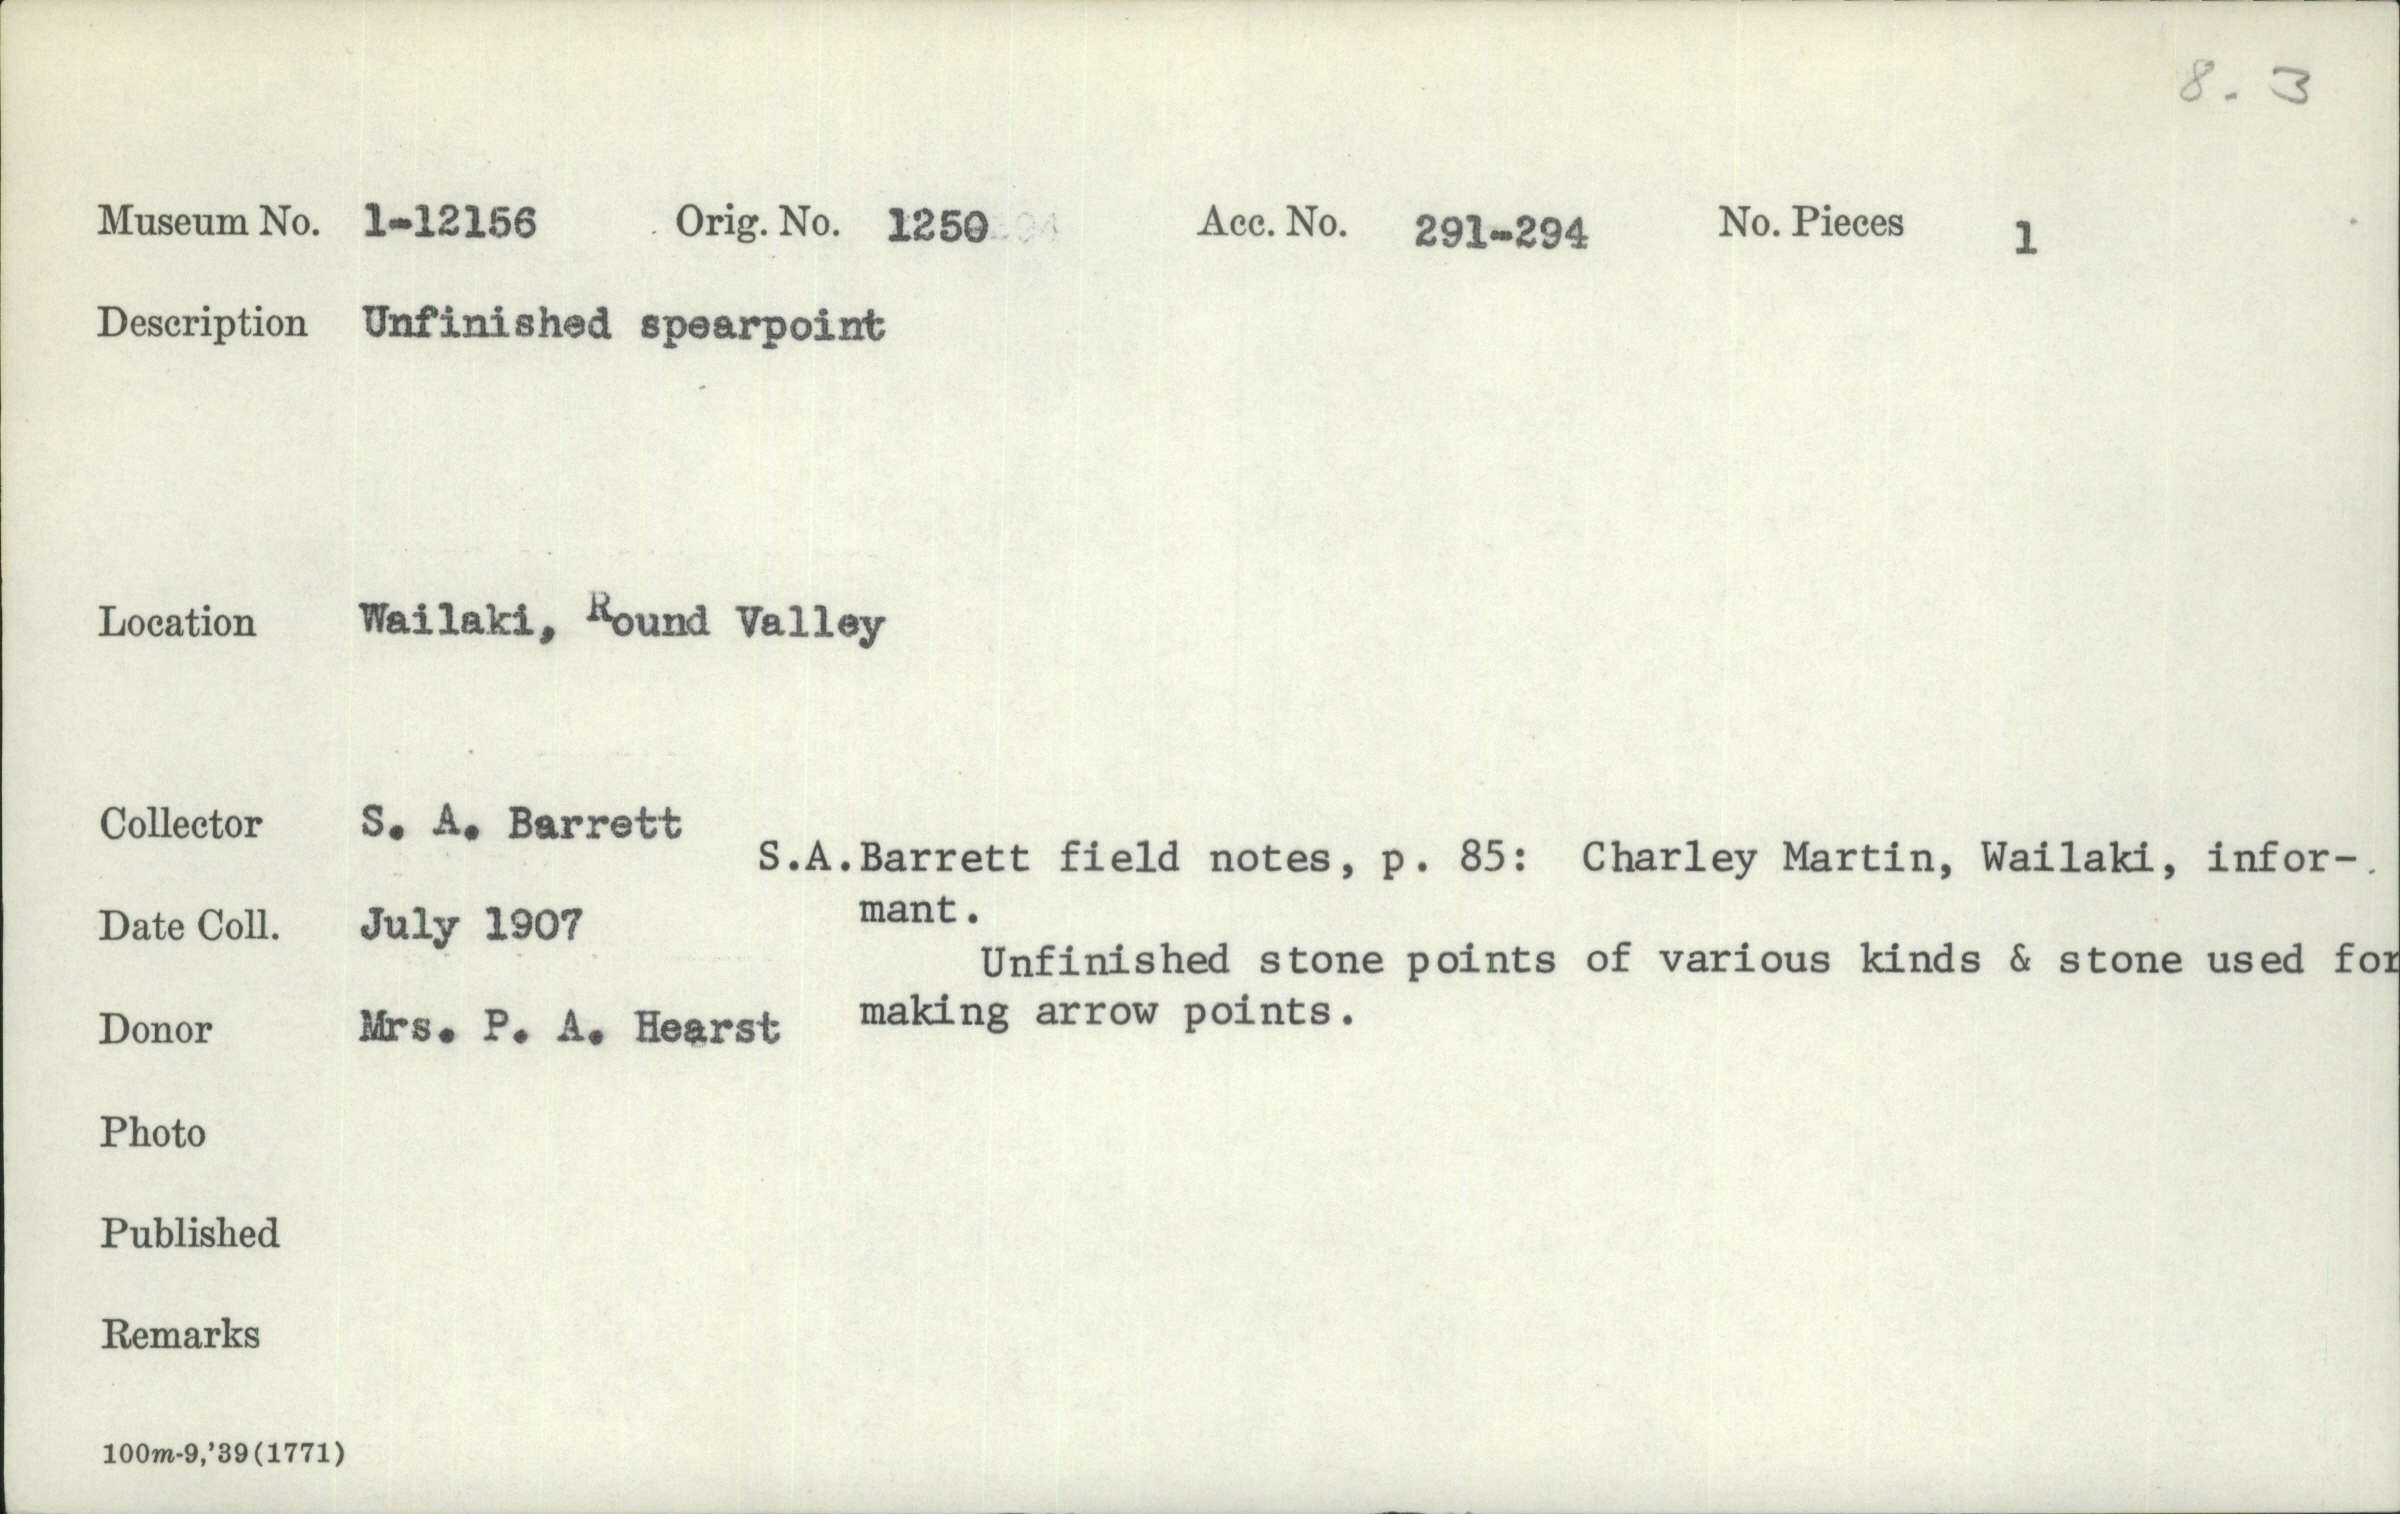 8. 3
Museum No. 1-12156 Orig. No. 1250 Acc. No. 291-294 No. Pieces 1
Description Unfinished spearpoint
Location Wailaki, Round Valley
Collector S. A. Barrett
S.A.Barrett field notes, p. 85: Charley Martin, Wailaki, infor-
mant.
Date Coll. July 1907
Unfinished stone points of various kinds & stone used for
making arrow points.
Donor Mrs. P. A. Hearst
Photo
Published
Remarks
100m-9,'39(1771)